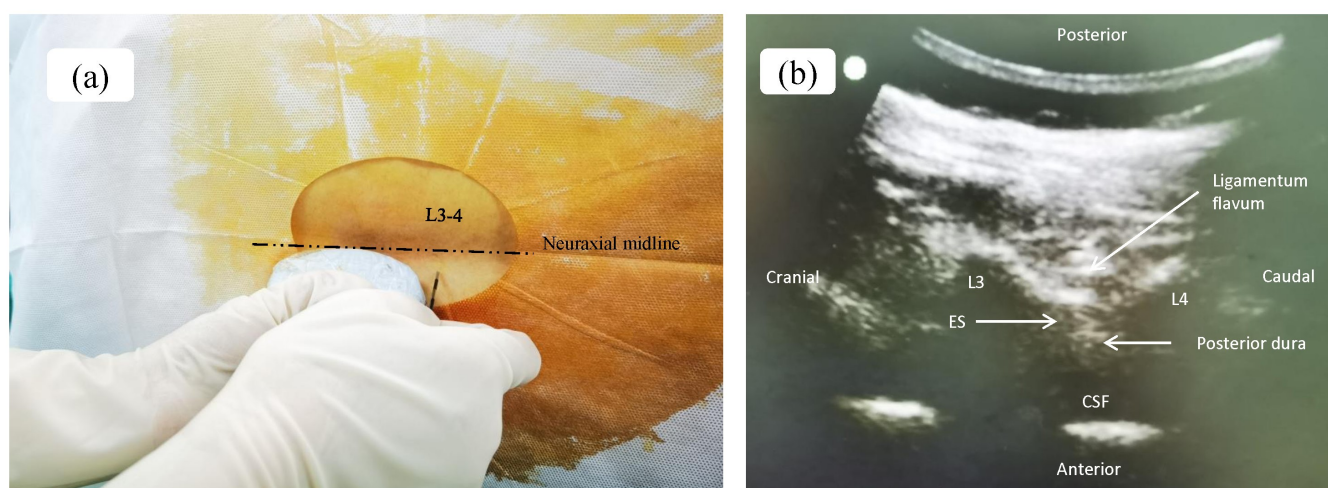 (a)
L3-4
Neuraxial midline
(b)
Posterior
Ligamentum
flavum
Cranial
L3
Caudal
L4
ES
Posterior dura
CSF
Anterior